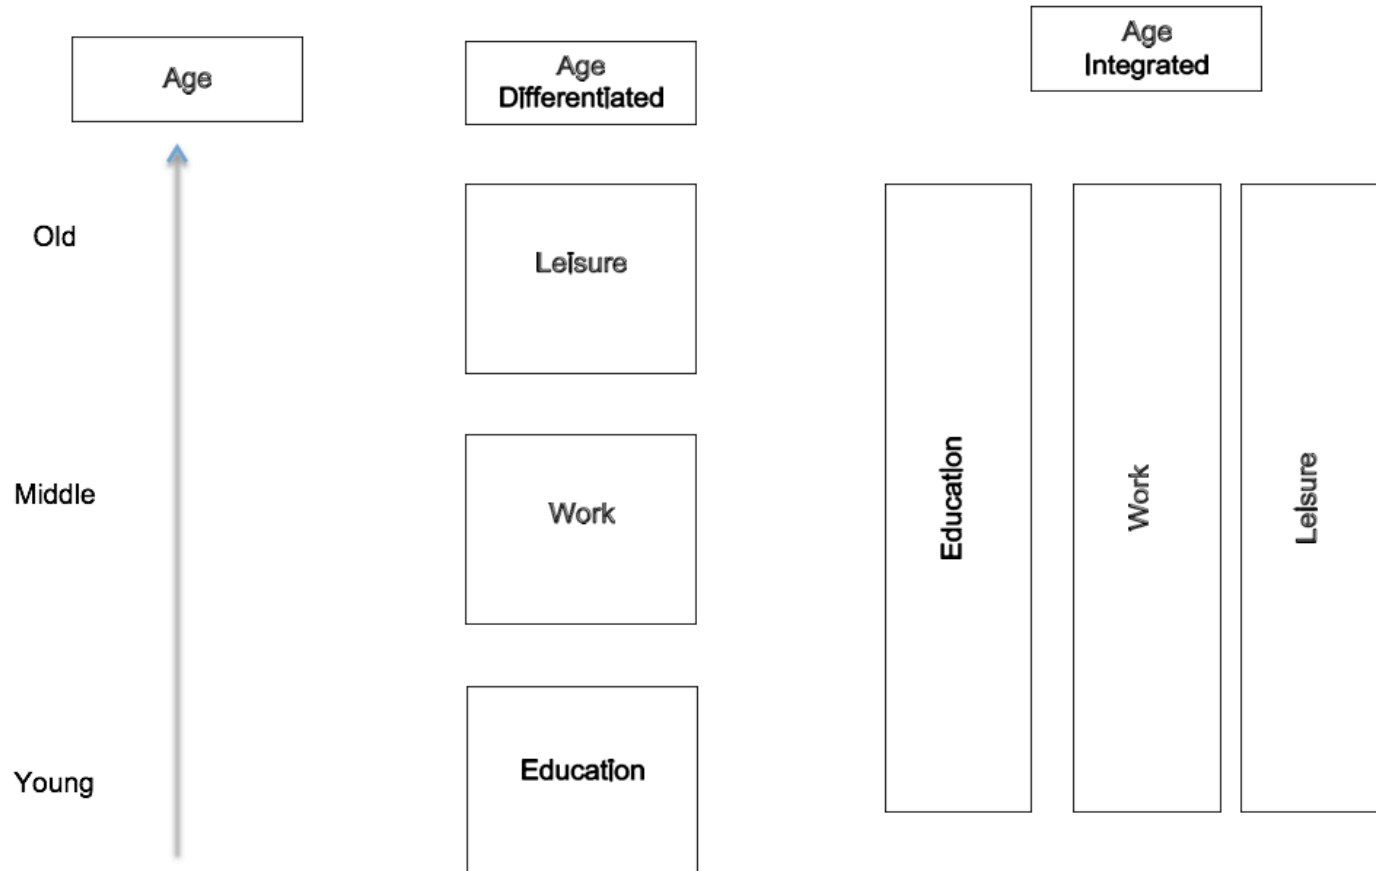 Age
Age
Differentiated
Age
Integrated
Old
Leisure
Middle
Work
Young
Education
Education
Work
Leisure